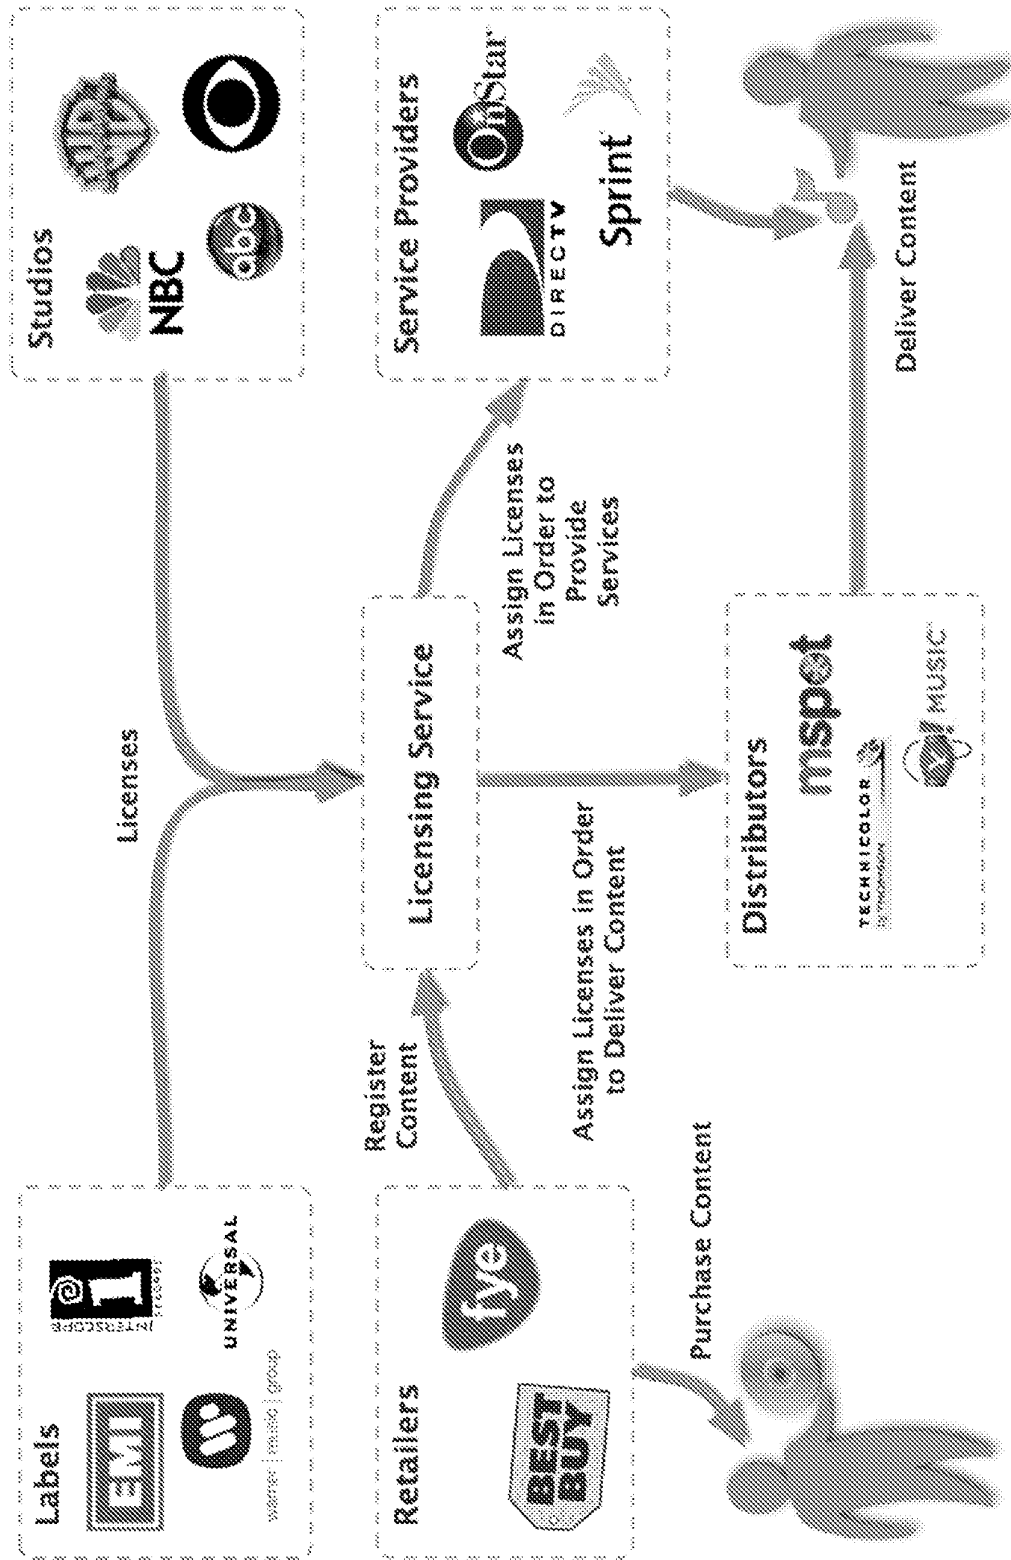 Labels
EMI
INTERSCOPE
warner | music | group
UNIVERSAL
Licenses
Studios
NBC
abc
Retailers
BEST
BUY
fye
Register
Content
Licensing Service
Assign Licenses
in Order to
Provide
Services
Service Providers
DIRECTV
OnStar
Sprint
Purchase Content
Assign Licenses in Order
to Deliver Content
Distributors
mspot
TECHNICOLOR
MUSIC
Deliver Content